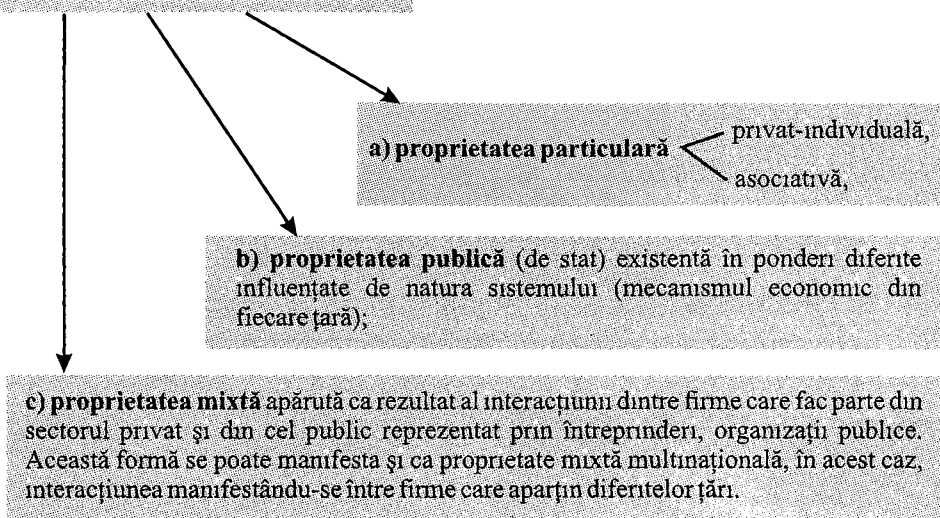 a) proprietatea particulară
privat-individuală,
asociativă,
b) proprietatea publică (de stat) existentă în ponderi diferite
influențate de natura sistemului (mecanismul economic din
fiecare țară);
c) proprietatea mixtă apărută ca rezultat al interacțiunii dintre firme care fac parte din
sectorul privat și din cel public reprezentat prin întreprinderi, organizații publice.
Această formă se poate manifesta și ca proprietate mixtă multinațională, în acest caz,
interacțiunea manifestându-se între firme care aparțin diferitelor țări.